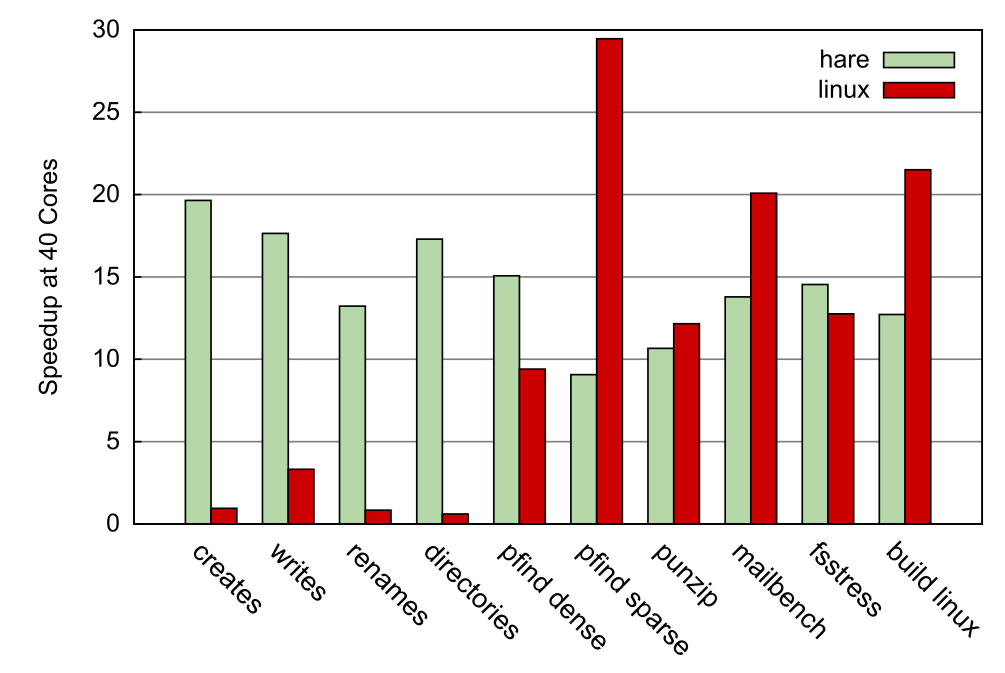 30
25
20
15
10
5
0
Speedup at 40 Cores
hare
linux
creates
writes
renames
directories
pfind dense
pfind sparse
punzip
mailbench
fsstress
build linux